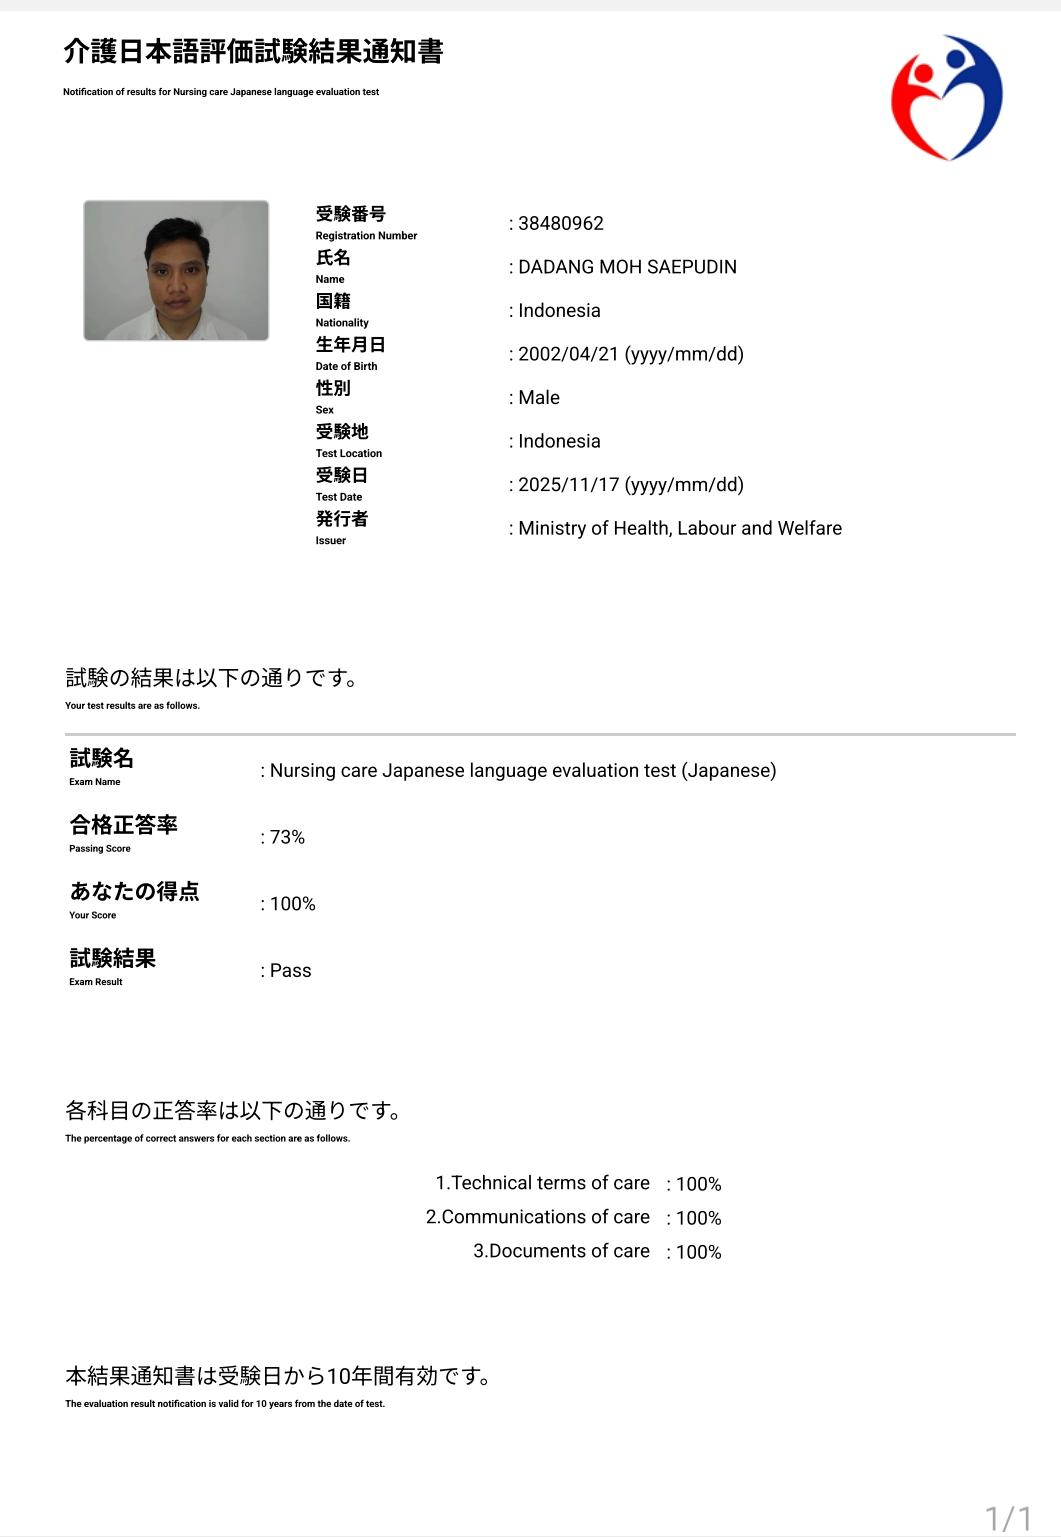 介護日本語評価試験結果通知書
Notification of results for Nursing care Japanese language evaluation test
受験番号
Registration Number
: 38480962
氏名
Name
: DADANG MOH SAEPUDIN
国籍
Nationality
: Indonesia
生年月日
Date of Birth
: 2002/04/21 (yyyy/mm/dd)
性別
Sex
: Male
受験地
Test Location
: Indonesia
受験日
Test Date
: 2025/11/17 (yyyy/mm/dd)
発行者
Issuer
: Ministry of Health, Labour and Welfare
試験の結果は以下の通りです。
Your test results are as follows.
試験名
Exam Name
: Nursing care Japanese language evaluation test (Japanese)
合格正答率
Passing Score
: 73%
あなたの得点
Your Score
: 100%
試験結果
Exam Result
: Pass
各科目の正答率は以下の通りです。
The percentage of correct answers for each section are as follows.
1.Technical terms of care : 100%
2.Communications of care : 100%
3.Documents of care : 100%
本結果通知書は受験日から10年間有効です。
The evaluation result notification is valid for 10 years from the date of test.
1/1